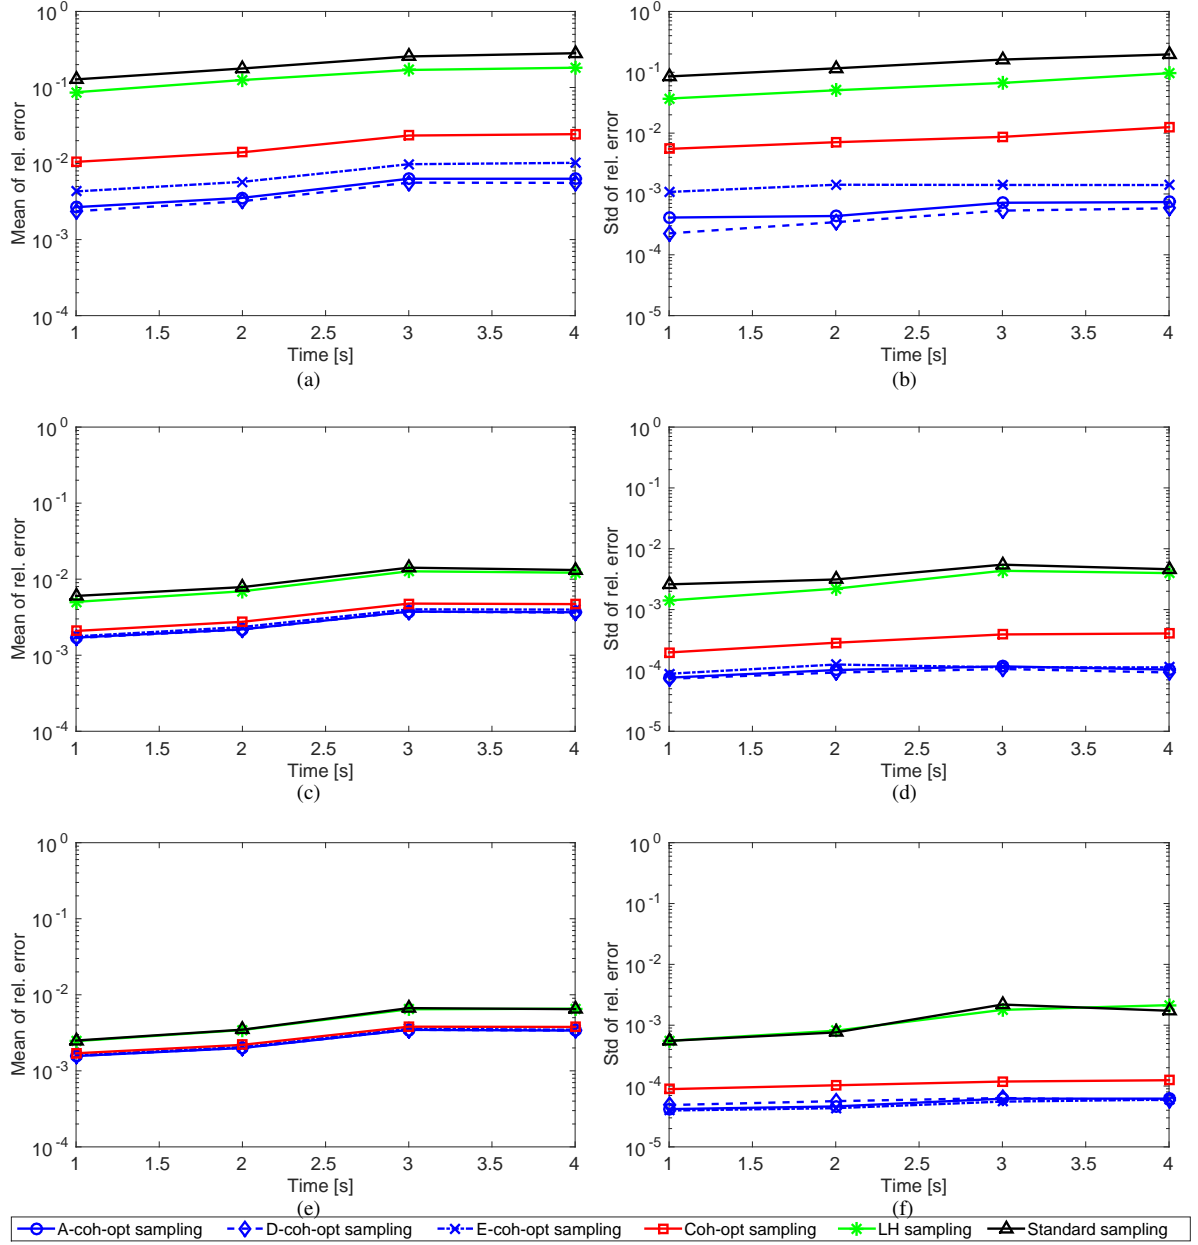 10^0
10^-1
10^-2
10^-3
10^-4
Mean of rel. error
1 1.5 2 2.5 3 3.5 4
Time [s]
(a)
10^0
10^-1
10^-2
10^-3
10^-4
10^-5
Std of rel. error
1 1.5 2 2.5 3 3.5 4
Time [s]
(b)
10^0
10^-1
10^-2
10^-3
10^-4
Mean of rel. error
1 1.5 2 2.5 3 3.5 4
Time [s]
(c)
10^0
10^-1
10^-2
10^-3
10^-4
10^-5
Std of rel. error
1 1.5 2 2.5 3 3.5 4
Time [s]
(d)
10^0
10^-1
10^-2
10^-3
10^-4
Mean of rel. error
1 1.5 2 2.5 3 3.5 4
Time [s]
(e)
10^0
10^-1
10^-2
10^-3
10^-4
10^-5
Std of rel. error
1 1.5 2 2.5 3 3.5 4
Time [s]
(f)
A-coh-opt sampling D-coh-opt sampling E-coh-opt sampling Coh-opt sampling LH sampling Standard sampling